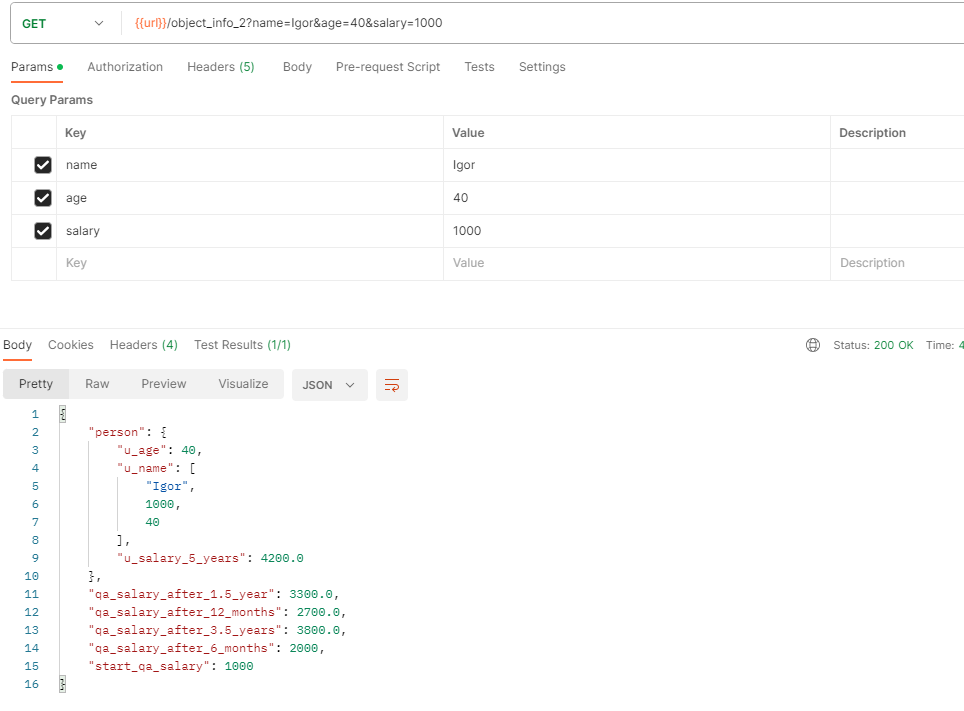 GET {{url}}/object_info_2?name=Igor&age=40&salary=1000
Params Authorization Headers (5) Body Pre-request Script Tests Settings
Query Params
Key Value Description
name Igor
age 40
salary 1000
Key Value Description
Body Cookies Headers (4) Test Results (1/1) Status: 200 OK Time: 4
Pretty Raw Preview Visualize JSON
1 {
2 "person": {
3 "u_age": 40,
4 "u_name": [
5 "Igor",
6 1000,
7 40
8 ],
9 "u_salary_5_years": 4200.0
10 },
11 "qa_salary_after_1.5_year": 3300.0,
12 "qa_salary_after_12_months": 2700.0,
13 "qa_salary_after_3.5_years": 3800.0,
14 "qa_salary_after_6_months": 2000,
15 "start_qa_salary": 1000
16 }